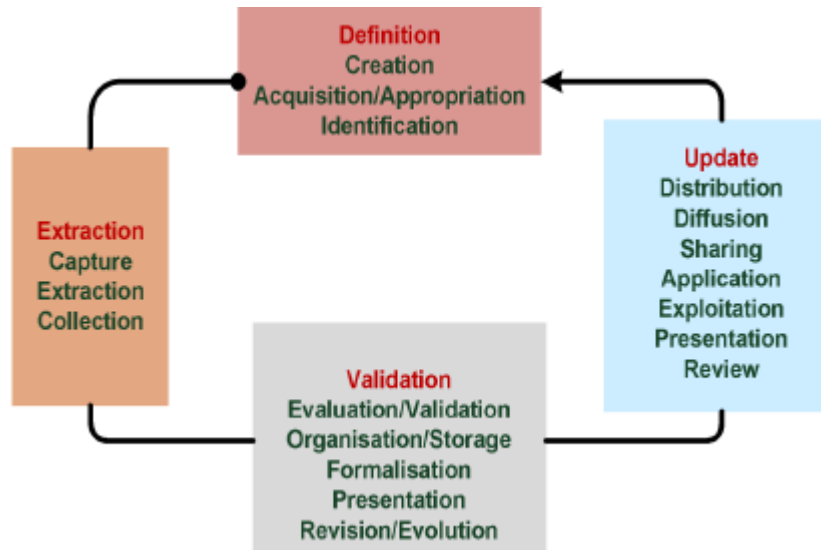 Definition
Creation
Acquisition/Appropriation
Identification
Extraction
Capture
Extraction
Collection
Validation
Evaluation/Validation
Organisation/Storage
Formalisation
Presentation
Revision/Evolution
Update
Distribution
Diffusion
Sharing
Application
Exploitation
Presentation
Review